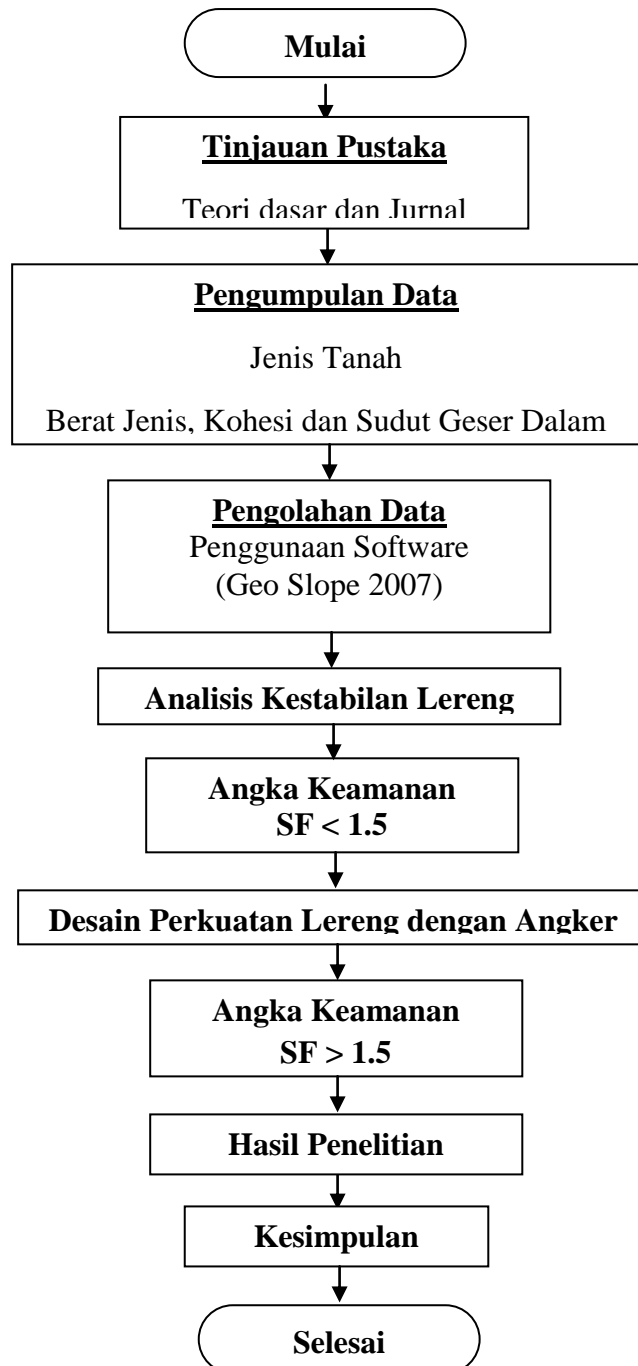 Mulai
Tinjauan Pustaka
Teori dasar dan Jurnal
Pengumpulan Data
Jenis Tanah
Berat Jenis, Kohesi dan Sudut Geser Dalam
Pengolahan Data
Penggunaan Software
(Geo Slope 2007)
Analisis Kestabilan Lereng
Angka Keamanan
SF < 1.5
Desain Perkuatan Lereng dengan Angker
Angka Keamanan
SF > 1.5
Hasil Penelitian
Kesimpulan
Selesai